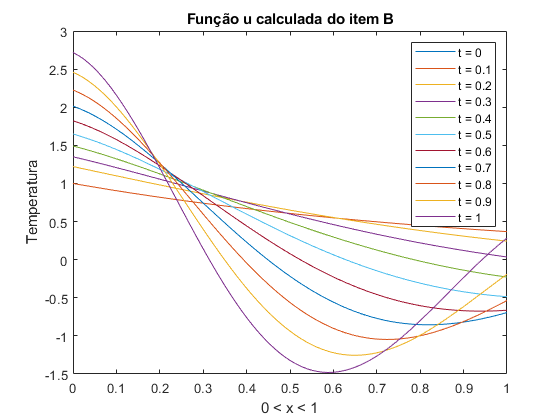 Função u calculada do item B
3
2.5
2
1.5
1
0.5
0
-0.5
-1
-1.5
Temperatura
t = 0
t = 0.1
t = 0.2
t = 0.3
t = 0.4
t = 0.5
t = 0.6
t = 0.7
t = 0.8
t = 0.9
t = 1
0 0.1 0.2 0.3 0.4 0.5 0.6 0.7 0.8 0.9 1
0 < x < 1